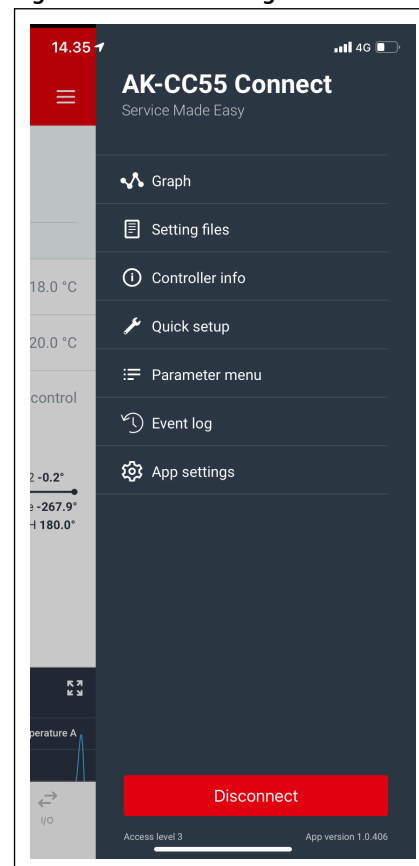 14.35
4G
AK-CC55 Connect
Service Made Easy
Graph
Setting files
18.0 °C
Controller info
Quick setup
20.0 °C
Parameter menu
control
Event log
App settings
2 -0.2°
e -267.9°
H 180.0°
perature A
I/O
Disconnect
Access level 3
App version 1.0.406